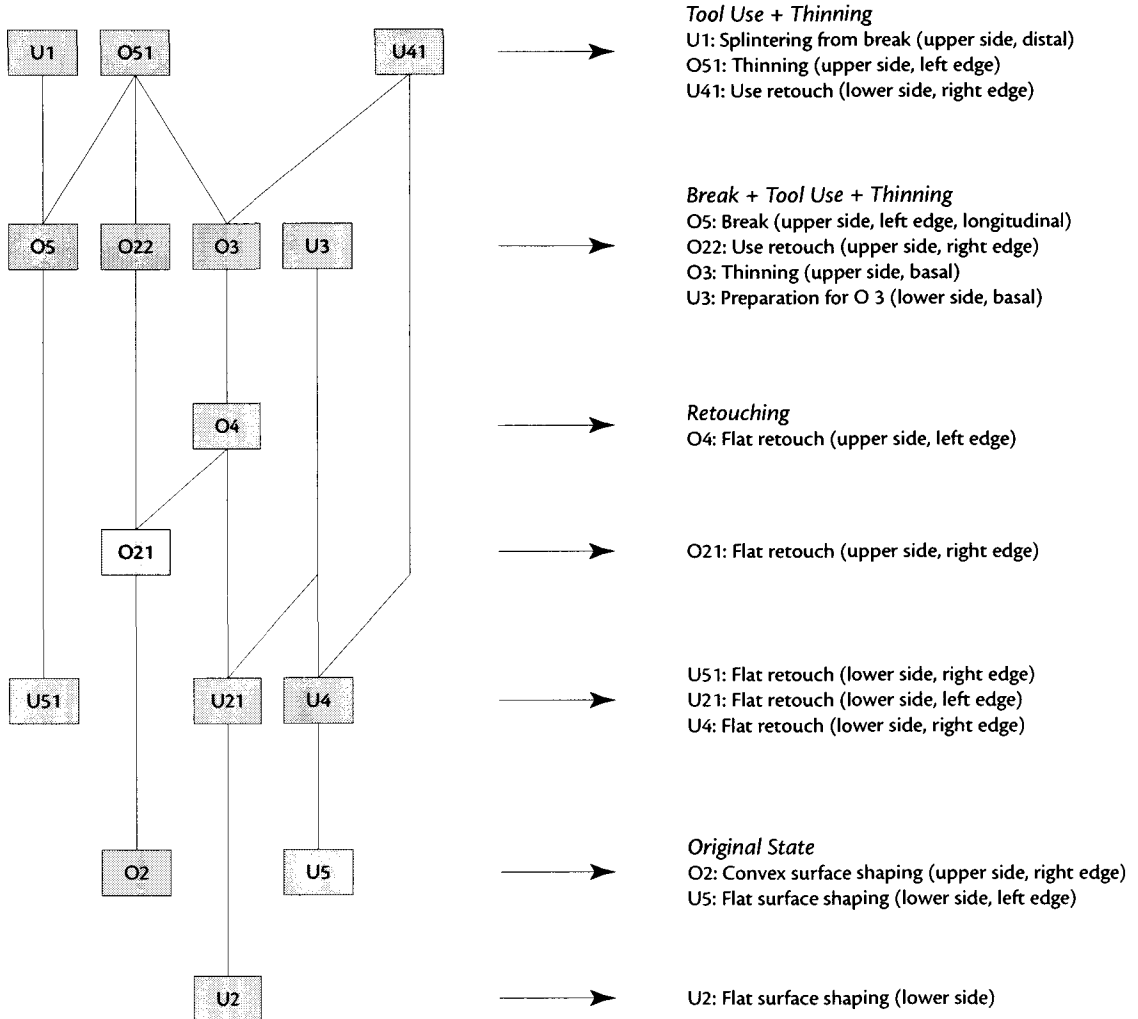 U1 O51 U41
Tool Use + Thinning
U1: Splintering from break (upper side, distal)
O51: Thinning (upper side, left edge)
U41: Use retouch (lower side, right edge)
O5 O22 O3 U3
Break + Tool Use + Thinning
O5: Break (upper side, left edge, longitudinal)
O22: Use retouch (upper side, right edge)
O3: Thinning (upper side, basal)
U3: Preparation for O 3 (lower side, basal)
O4
Retouching
O4: Flat retouch (upper side, left edge)
O21
O21: Flat retouch (upper side, right edge)
U51 U21 U4
U51: Flat retouch (lower side, right edge)
U21: Flat retouch (lower side, left edge)
U4: Flat retouch (lower side, right edge)
O2 U5
Original State
O2: Convex surface shaping (upper side, right edge)
U5: Flat surface shaping (lower side, left edge)
U2
U2: Flat surface shaping (lower side)